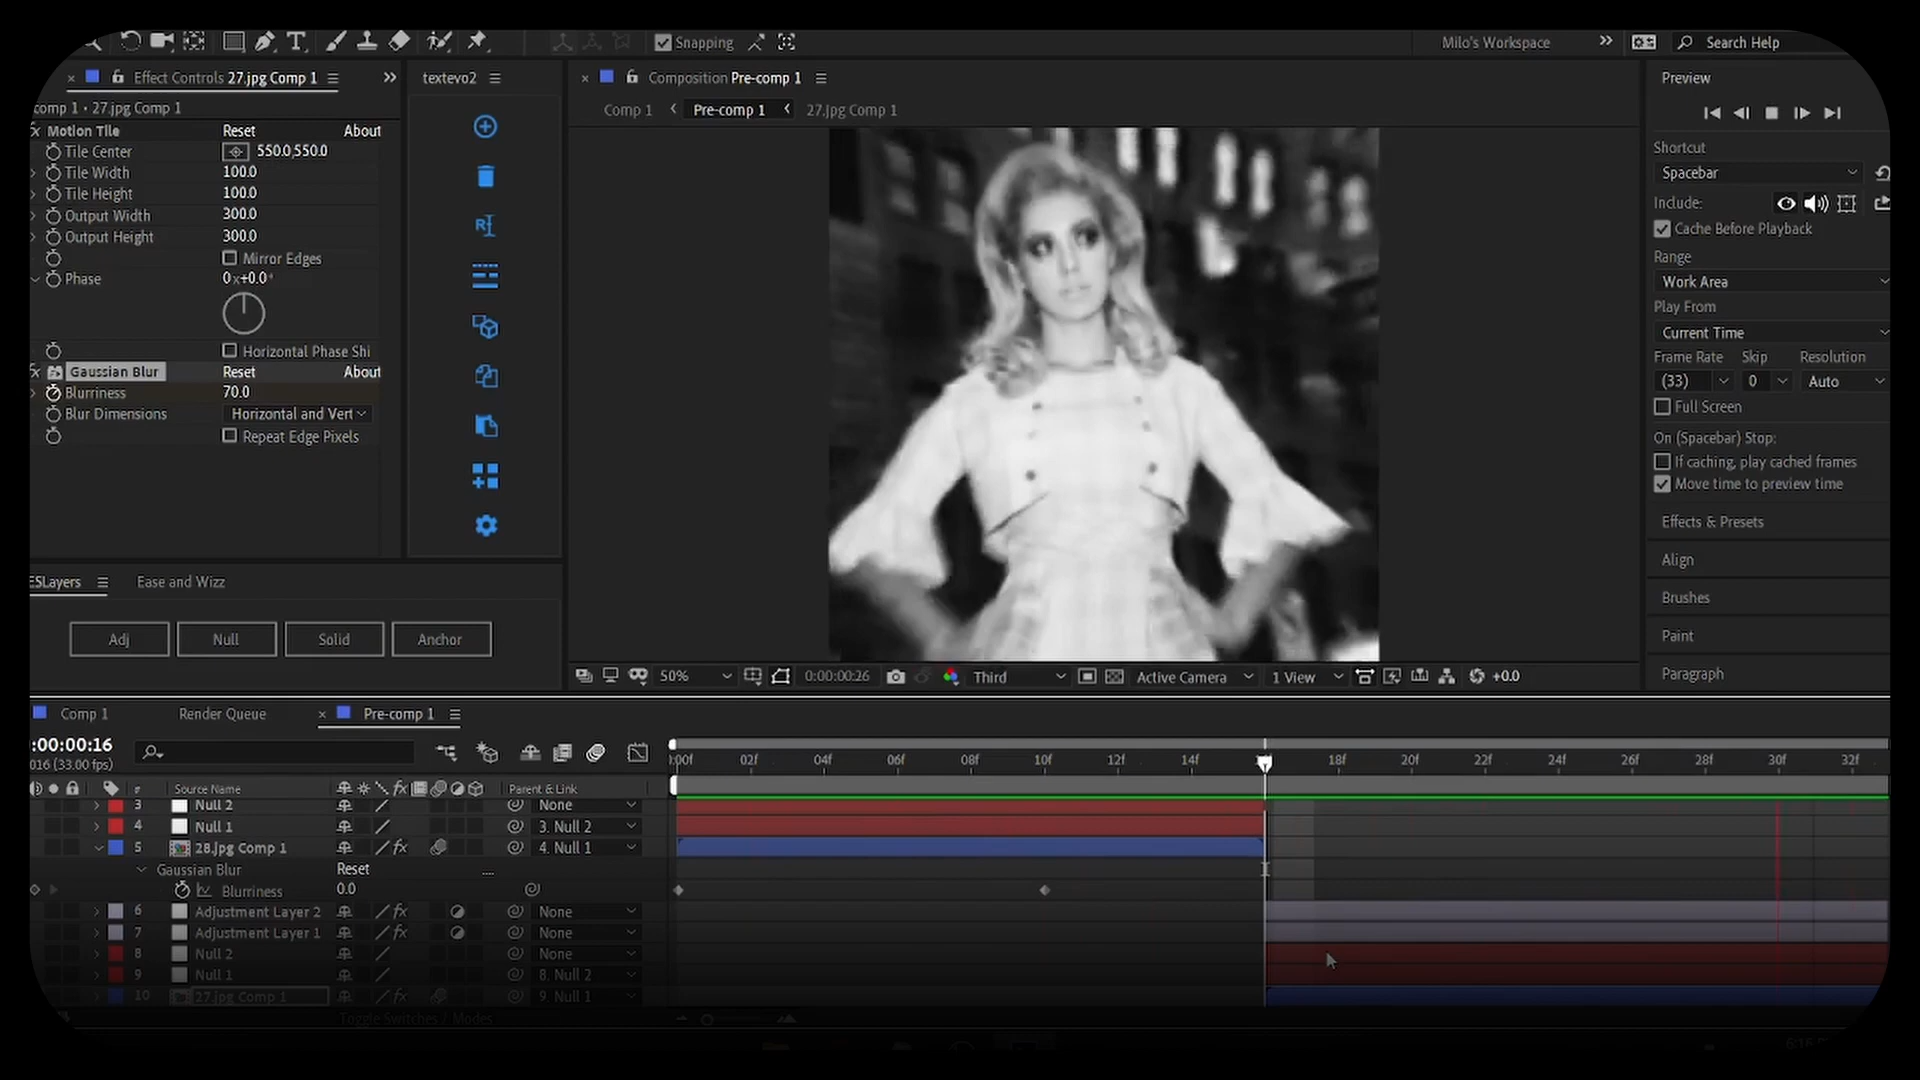 Snapping
Milo's Workspace
Search Help
Effect Controls 27.jpg Comp 1
textevo2
Composition Pre-comp 1
Preview
comp 1 • 27.jpg Comp 1
Comp 1
Pre-comp 1
27.jpg Comp 1
Motion Tile Reset About
Tile Center 550.0,550.0
Tile Width 100.0
Tile Height 100.0
Output Width 300.0
Output Height 300.0
Mirror Edges
Phase 0x+0.0°
Horizontal Phase Shi
fx Gaussian Blur Reset About
Blurriness 70.0
Blur Dimensions Horizontal and Vert
Repeat Edge Pixels
Shortcut
Spacebar
Include:
Cache Before Playback
Range
Work Area
Play From
Current Time
Frame Rate Skip Resolution
(33) 0 Auto
Full Screen
On (Spacebar) Stop:
If caching, play cached frames
Move time to preview time
Effects & Presets
Align
Brushes
Paint
Paragraph
ESLayers
Ease and Wizz
Adj
Null
Solid
Anchor
50%
0:00:00:26
Third
Active Camera
1 View
+0.0
Comp 1
Render Queue
Pre-comp 1
:00:00:16
016 (33.00 fps)
:00f 02f 04f 06f 08f 10f 12f 14f 18f 20f 22f 24f 26f 28f 30f 32f
# Source Name fx Parent & Link
3 Null 2 None
4 Null 1 3. Null 2
5 28.jpg Comp 1 fx 4. Null 1
Gaussian Blur Reset ....
Blurriness 0.0
6 Adjustment Layer 2 fx None
7 Adjustment Layer 1 fx None
8 Null 2 None
9 Null 1 8. Null 2
10 27.jpg Comp 1 fx 9. Null 1
Toggle Switches / Modes